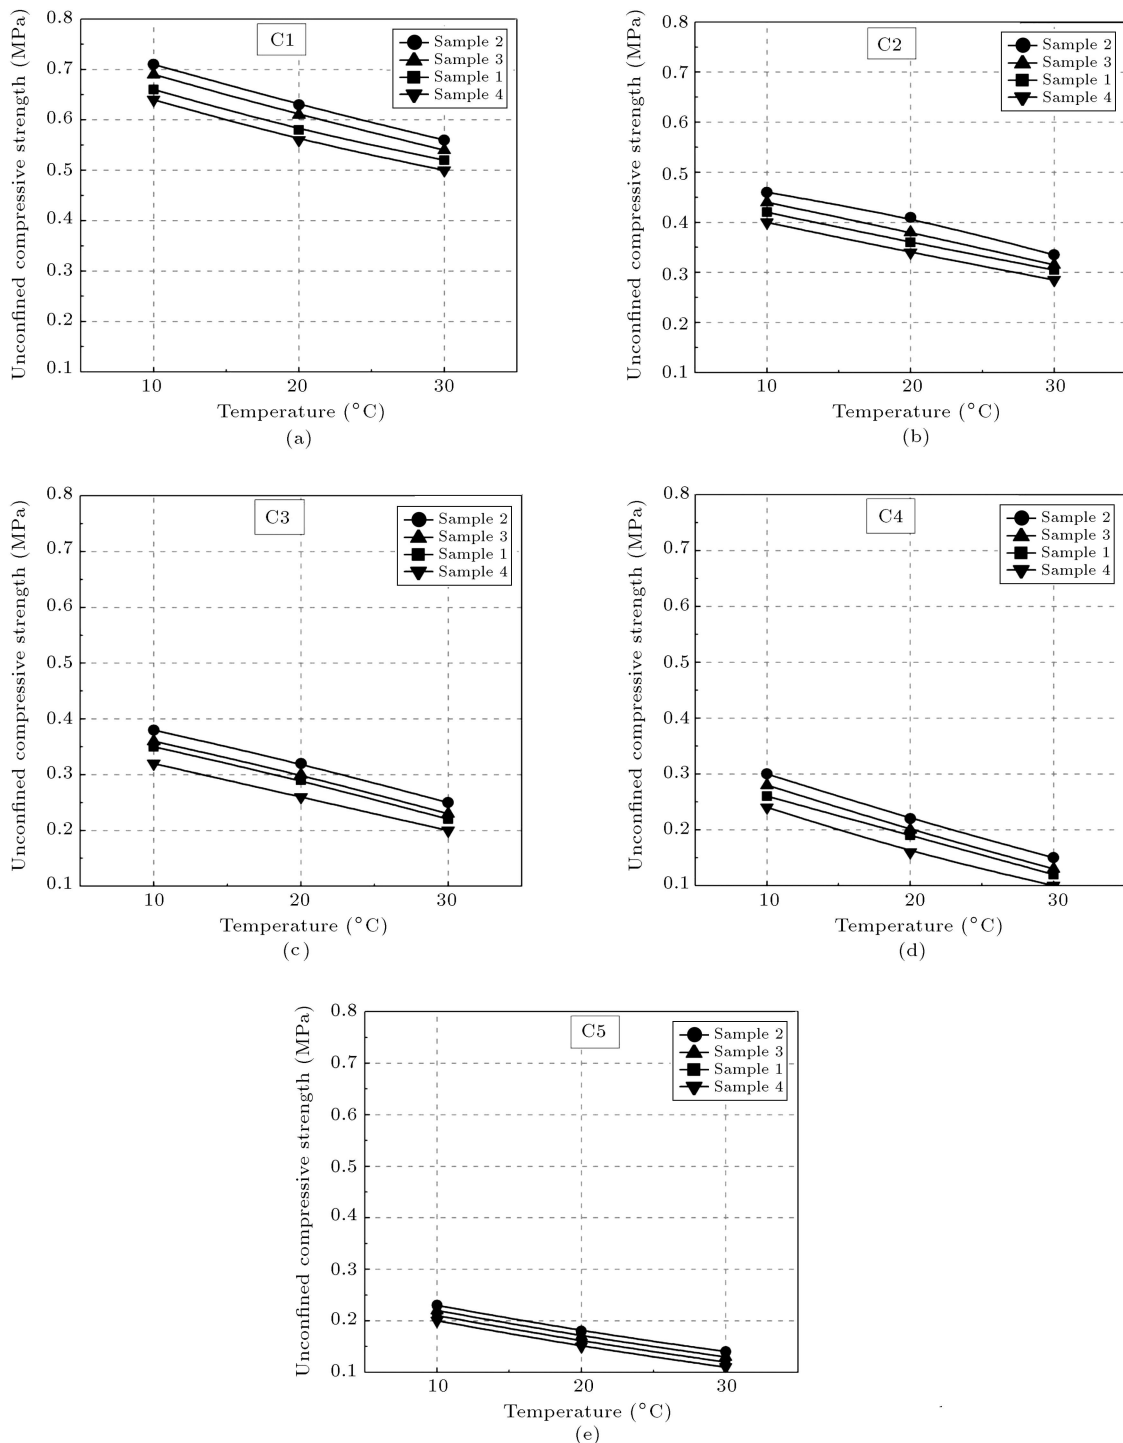 Unconfined compressive strength (MPa)
0.8
0.7
0.6
0.5
0.4
0.3
0.2
0.1
C1
Sample 2
Sample 3
Sample 1
Sample 4
10 20 30
Temperature (°C)
(a)
Unconfined compressive strength (MPa)
0.8
0.7
0.6
0.5
0.4
0.3
0.2
0.1
C2
Sample 2
Sample 3
Sample 1
Sample 4
10 20 30
Temperature (°C)
(b)
Unconfined compressive strength (MPa)
0.8
0.7
0.6
0.5
0.4
0.3
0.2
0.1
C3
Sample 2
Sample 3
Sample 1
Sample 4
10 20 30
Temperature (°C)
(c)
Unconfined compressive strength (MPa)
0.8
0.7
0.6
0.5
0.4
0.3
0.2
0.1
C4
Sample 2
Sample 3
Sample 1
Sample 4
10 20 30
Temperature (°C)
(d)
Unconfined compressive strength (MPa)
0.8
0.7
0.6
0.5
0.4
0.3
0.2
0.1
C5
Sample 2
Sample 3
Sample 1
Sample 4
10 20 30
Temperature (°C)
(e)